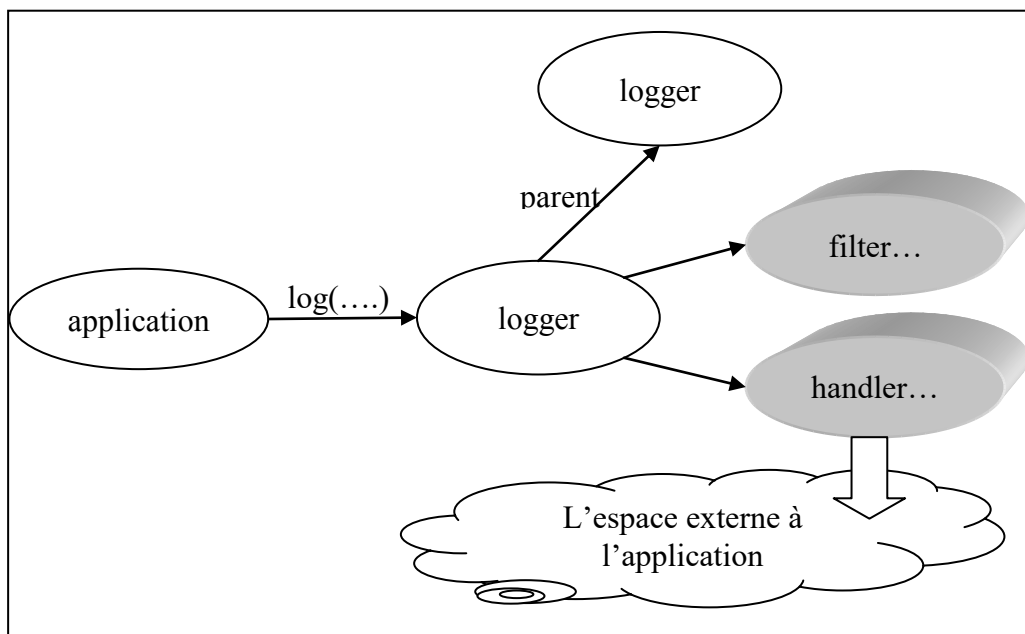 logger
parent
filter…
log(….)
application
logger
handler…
L’espace externe à
l’application